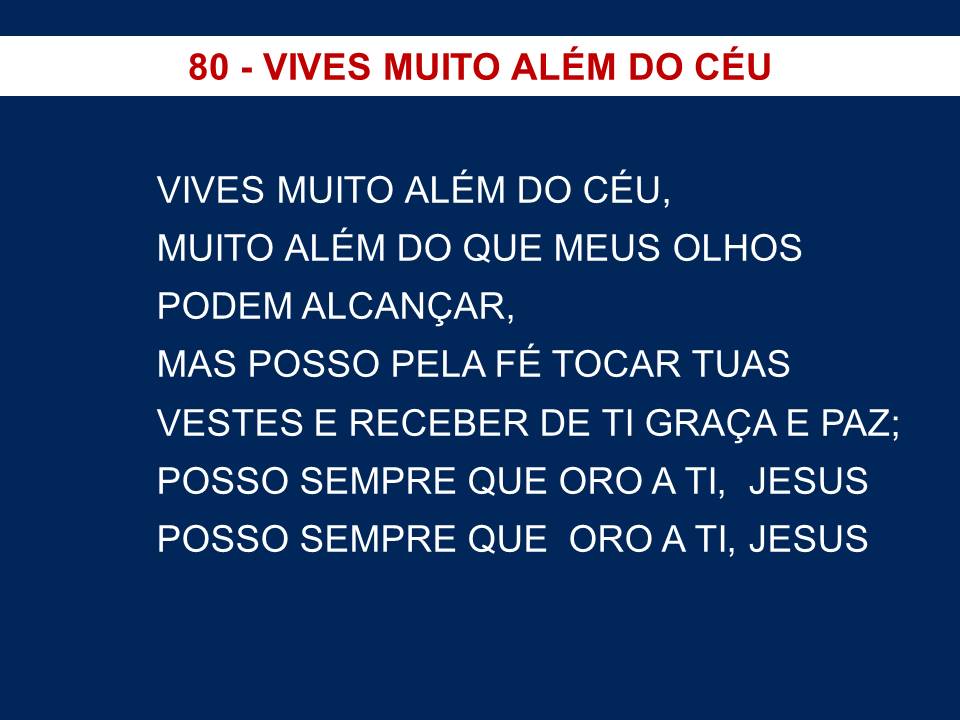 80 - VIVES MUITO ALÉM DO CÉU
VIVES MUITO ALÉM DO CÉU,
MUITO ALÉM DO QUE MEUS OLHOS
PODEM ALCANÇAR,
MAS POSSO PELA FÉ TOCAR TUAS
VESTES E RECEBER DE TI GRAÇA E PAZ;
POSSO SEMPRE QUE ORO A TI,  JESUS
POSSO SEMPRE QUE  ORO A TI, JESUS